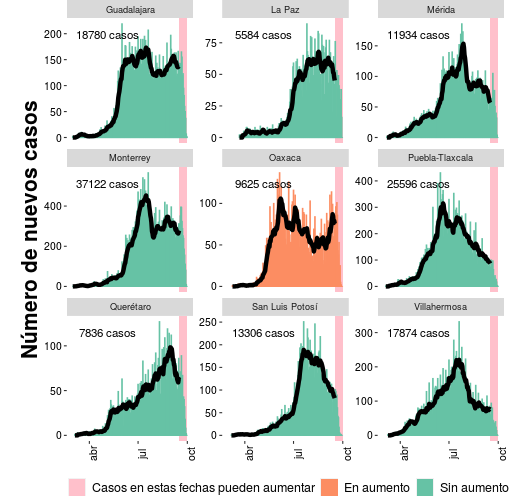 Número de nuevos casos
Guadalajara
La Paz
Mérida
18780 casos
5584 casos
11934 casos
200
150
100
50
0
75
50
25
0
150
100
50
0
Monterrey
Oaxaca
Puebla-Tlaxcala
37122 casos
9625 casos
25596 casos
400
200
0
100
50
0
400
300
200
100
0
Querétaro
San Luis Potosí
Villahermosa
7836 casos
13306 casos
17874 casos
100
50
0
250
200
150
100
50
0
300
200
100
0
abr
jul
oct
abr
jul
oct
abr
jul
oct
Casos en estas fechas pueden aumentar
En aumento
Sin aumento